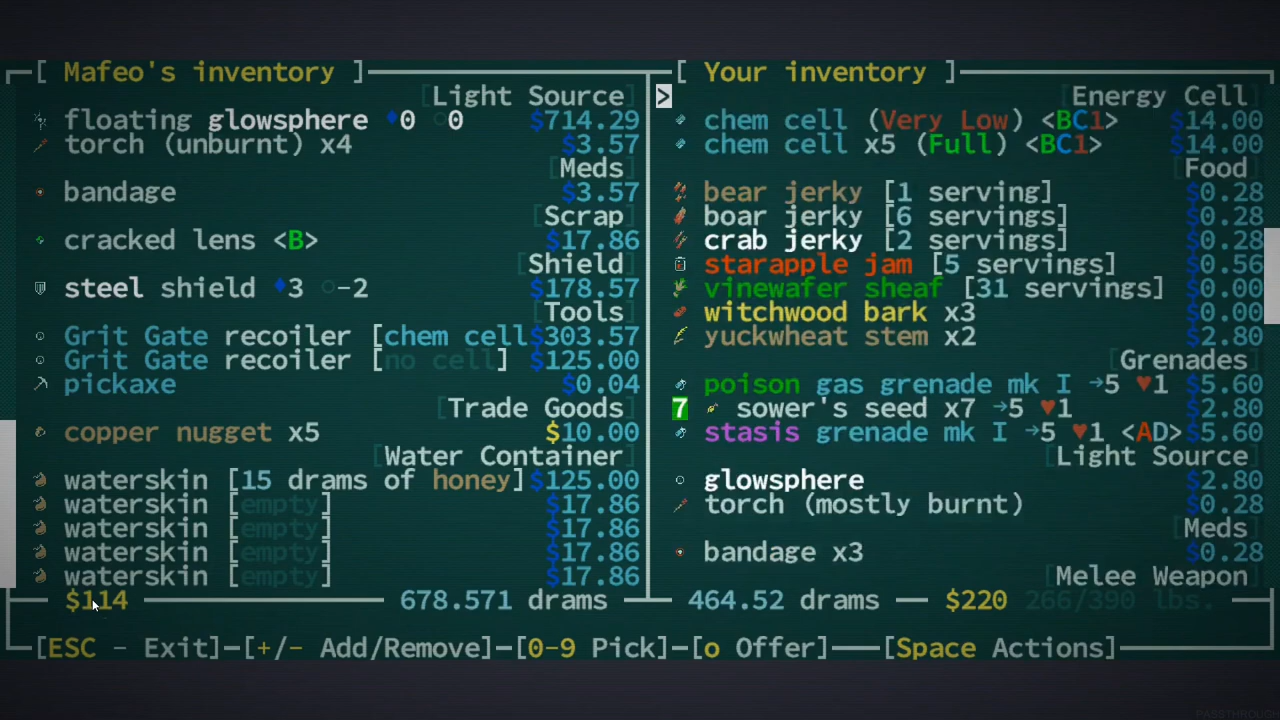 [ Mafeo's inventory ]
[Light Source]
floating glowsphere ♦0 ○0 $714.29
torch (unburnt) x4 $3.57
[Meds]
bandage $3.57
[Scrap]
cracked lens <B> $17.86
[Shield]
steel shield ♦3 ○-2 $178.57
[Tools]
Grit Gate recoiler [chem cell $303.57
Grit Gate recoiler [no cell] $125.00
pickaxe $0.04
[Trade Goods]
copper nugget x5 $10.00
[Water Container]
waterskin [15 drams of honey] $125.00
waterskin [empty] $17.86
waterskin [empty] $17.86
waterskin [empty] $17.86
waterskin [empty] $17.86
$114 678.571 drams
[ Your inventory ]
> [Energy Cell]
chem cell (Very Low) <BC1> $14.00
chem cell x5 (Full) <BC1> $14.00
[Food]
bear jerky [1 serving] $0.28
boar jerky [6 servings] $0.28
crab jerky [2 servings] $0.28
starapple jam [5 servings] $0.56
vinewafer sheaf [31 servings] $0.00
witchwood bark x3 $0.00
yuckwheat stem x2 $2.80
[Grenades]
poison gas grenade mk I →5 ♥1 $5.60
7 sower's seed x7 →5 ♥1 $2.80
stasis grenade mk I →5 ♥1 <AD> $5.60
[Light Source]
glowsphere $2.80
torch (mostly burnt) $0.28
[Meds]
bandage x3 $0.28
[Melee Weapon]
464.52 drams $220 266/390 lbs.
[ESC - Exit] [+/- Add/Remove] [0-9 Pick] [o Offer] [Space Actions]